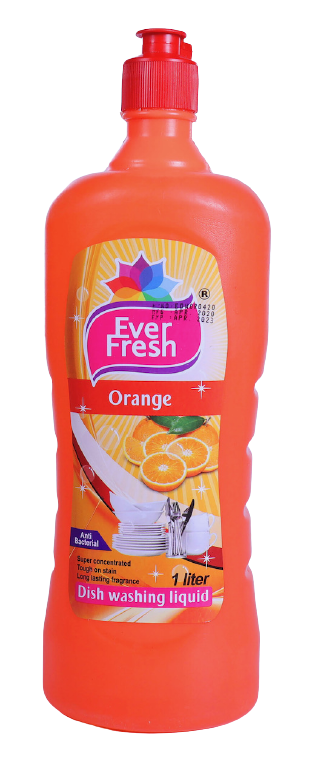 ®
Ever
Fresh
Orange
Anti
Bacterial
Super concentrated
Tough on stain
Long lasting fragrance
1 liter
Dish washing liquid